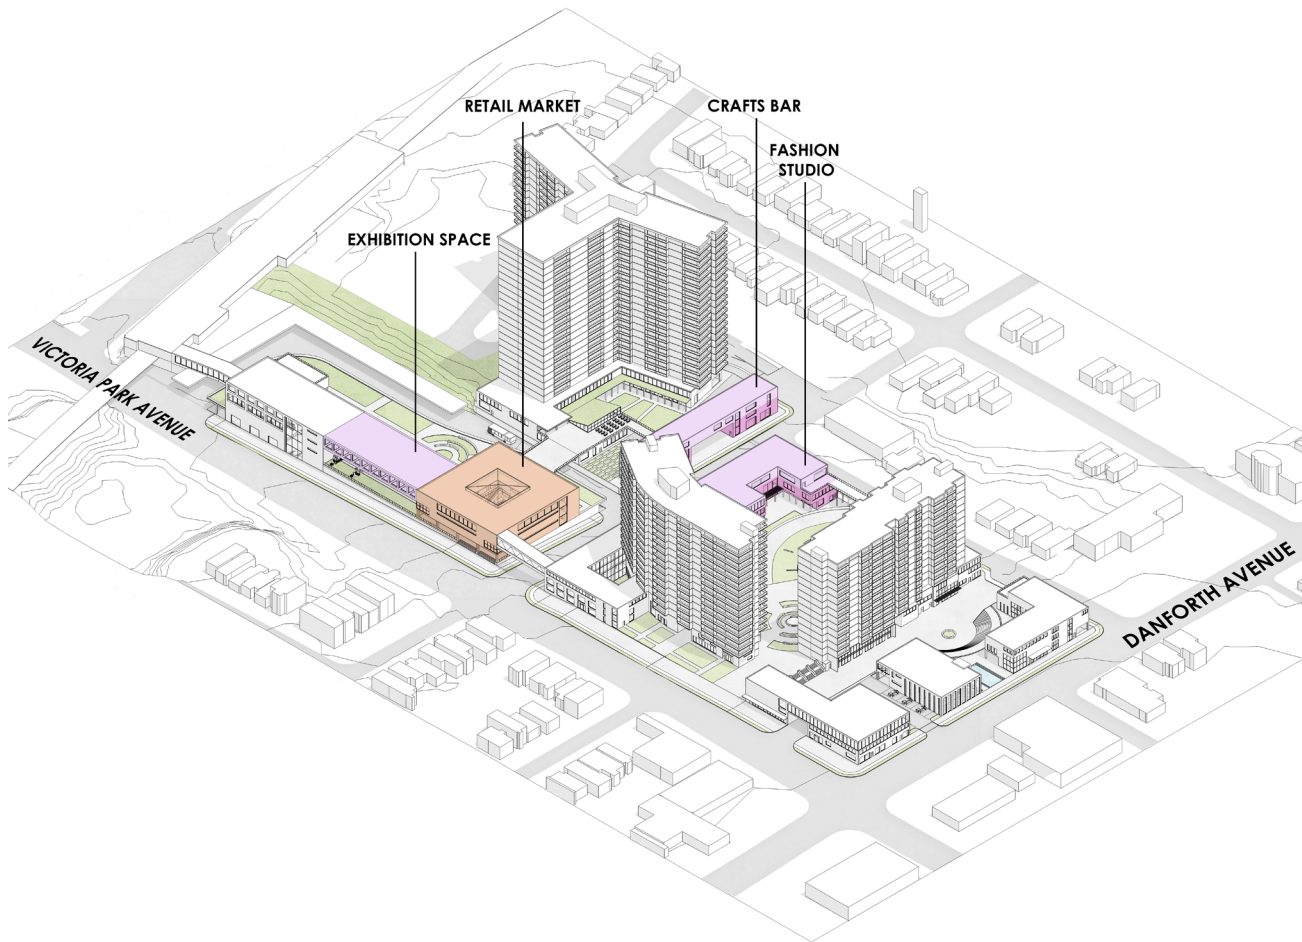 RETAIL MARKET
CRAFTS BAR
FASHION
STUDIO
EXHIBITION SPACE
VICTORIA PARK AVENUE
DANFORTH AVENUE